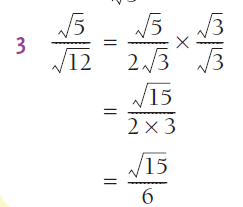 3 √5/√12 = √5/2√3 × √3/√3
= √15/2 × 3
= √15/6